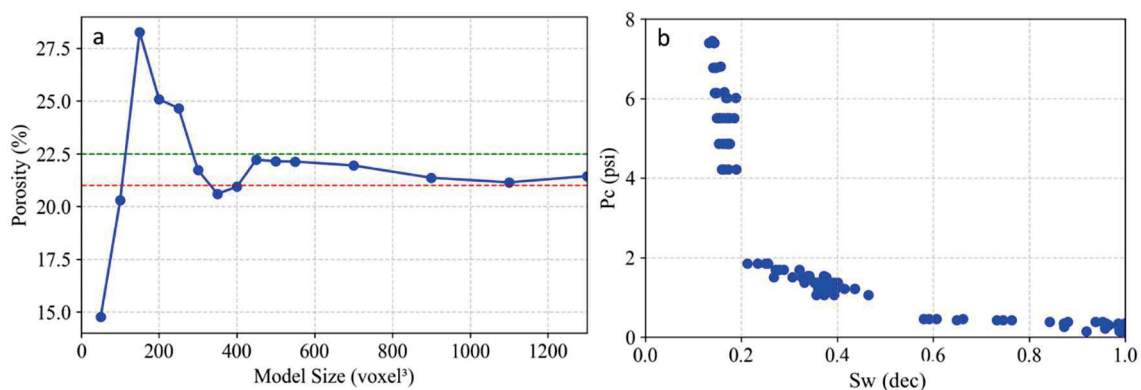 a
27.5
25.0
22.5
20.0
17.5
15.0
Porosity (%)
0 200 400 600 800 1000 1200
Model Size (voxel³)
b
8
6
4
2
0
Pc (psi)
0.0 0.2 0.4 0.6 0.8 1.0
Sw (dec)